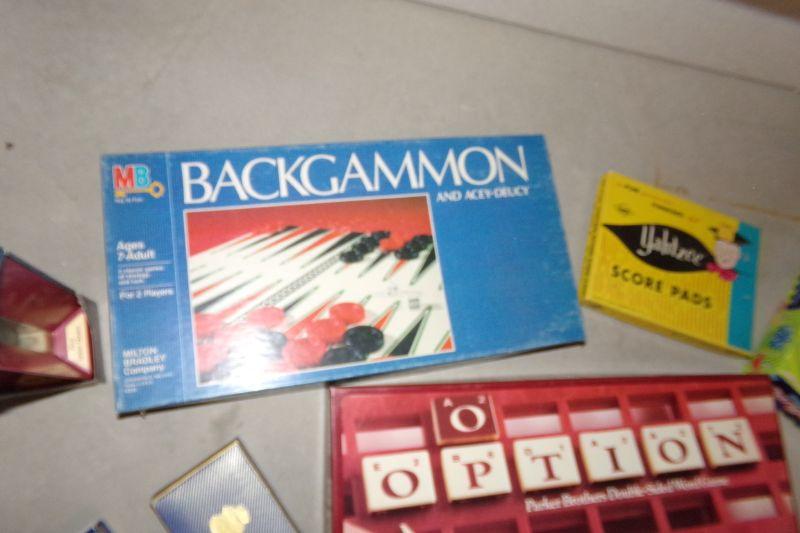 MB
BACKGAMMON
AND ACEY-DEUCY
Ages
7-Adult
For 2 Players
MILTON
BRADLEY
Company
Yahtzee
SCORE PADS
O
OPTION
Parker Brothers Double-Sided Word Game